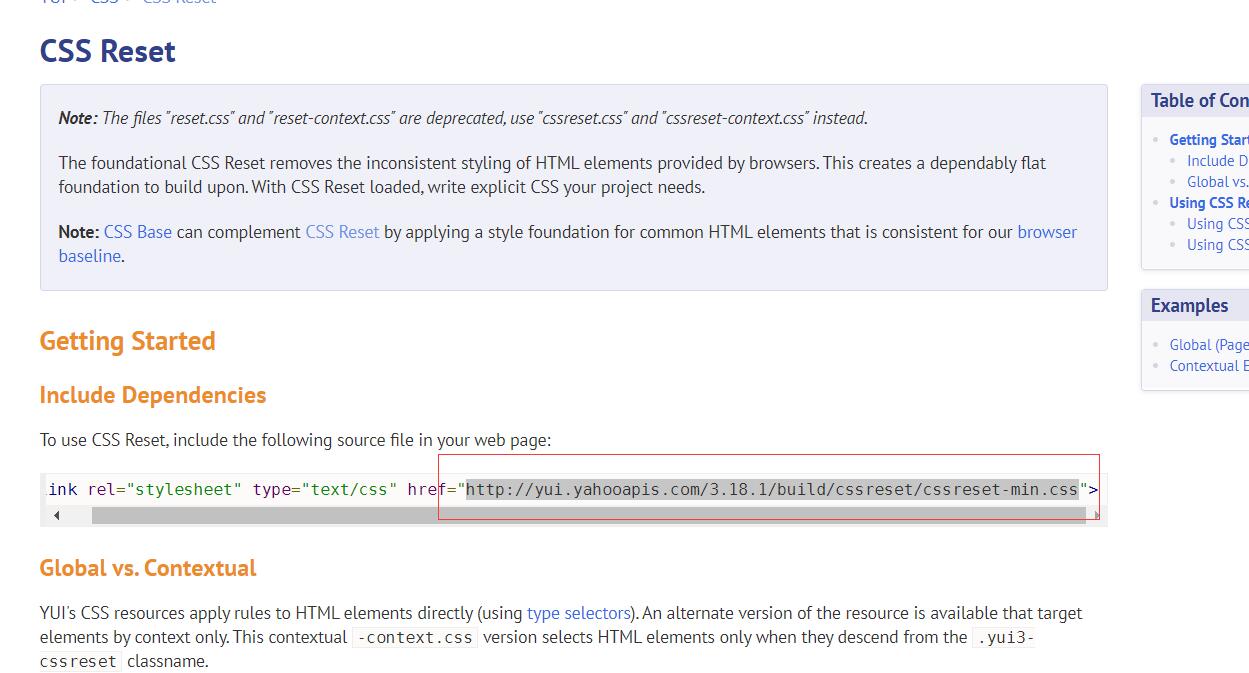 CSS Reset
CSS Reset
Note: The files "reset.css" and "reset-context.css" are deprecated, use "cssreset.css" and "cssreset-context.css" instead.
The foundational CSS Reset removes the inconsistent styling of HTML elements provided by browsers. This creates a dependably flat
foundation to build upon. With CSS Reset loaded, write explicit CSS your project needs.
Note: CSS Base can complement CSS Reset by applying a style foundation for common HTML elements that is consistent for our browser
baseline.
Getting Started
Include Dependencies
To use CSS Reset, include the following source file in your web page:
ink rel="stylesheet" type="text/css" href="http://yui.yahooapis.com/3.18.1/build/cssreset/cssreset-min.css">
Global vs. Contextual
YUI's CSS resources apply rules to HTML elements directly (using type selectors). An alternate version of the resource is available that target
elements by context only. This contextual -context.css version selects HTML elements only when they descend from the .yui3-
cssreset classname.
Table of Con
Getting Start
Include D
Global vs.
Using CSS Re
Using CSS
Using CSS
Examples
Global (Page
Contextual E